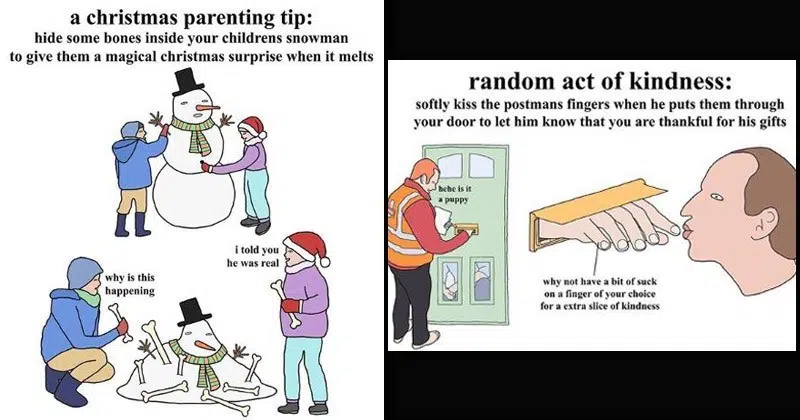 a christmas parenting tip:
hide some bones inside your childrens snowman
to give them a magical christmas surprise when it melts
i told you
he was real
why is this
happening
random act of kindness:
softly kiss the postmans fingers when he puts them through
your door to let him know that you are thankful for his gifts
hehe is it
a puppy
why not have a bit of suck
on a finger of your choice
for a extra slice of kindness